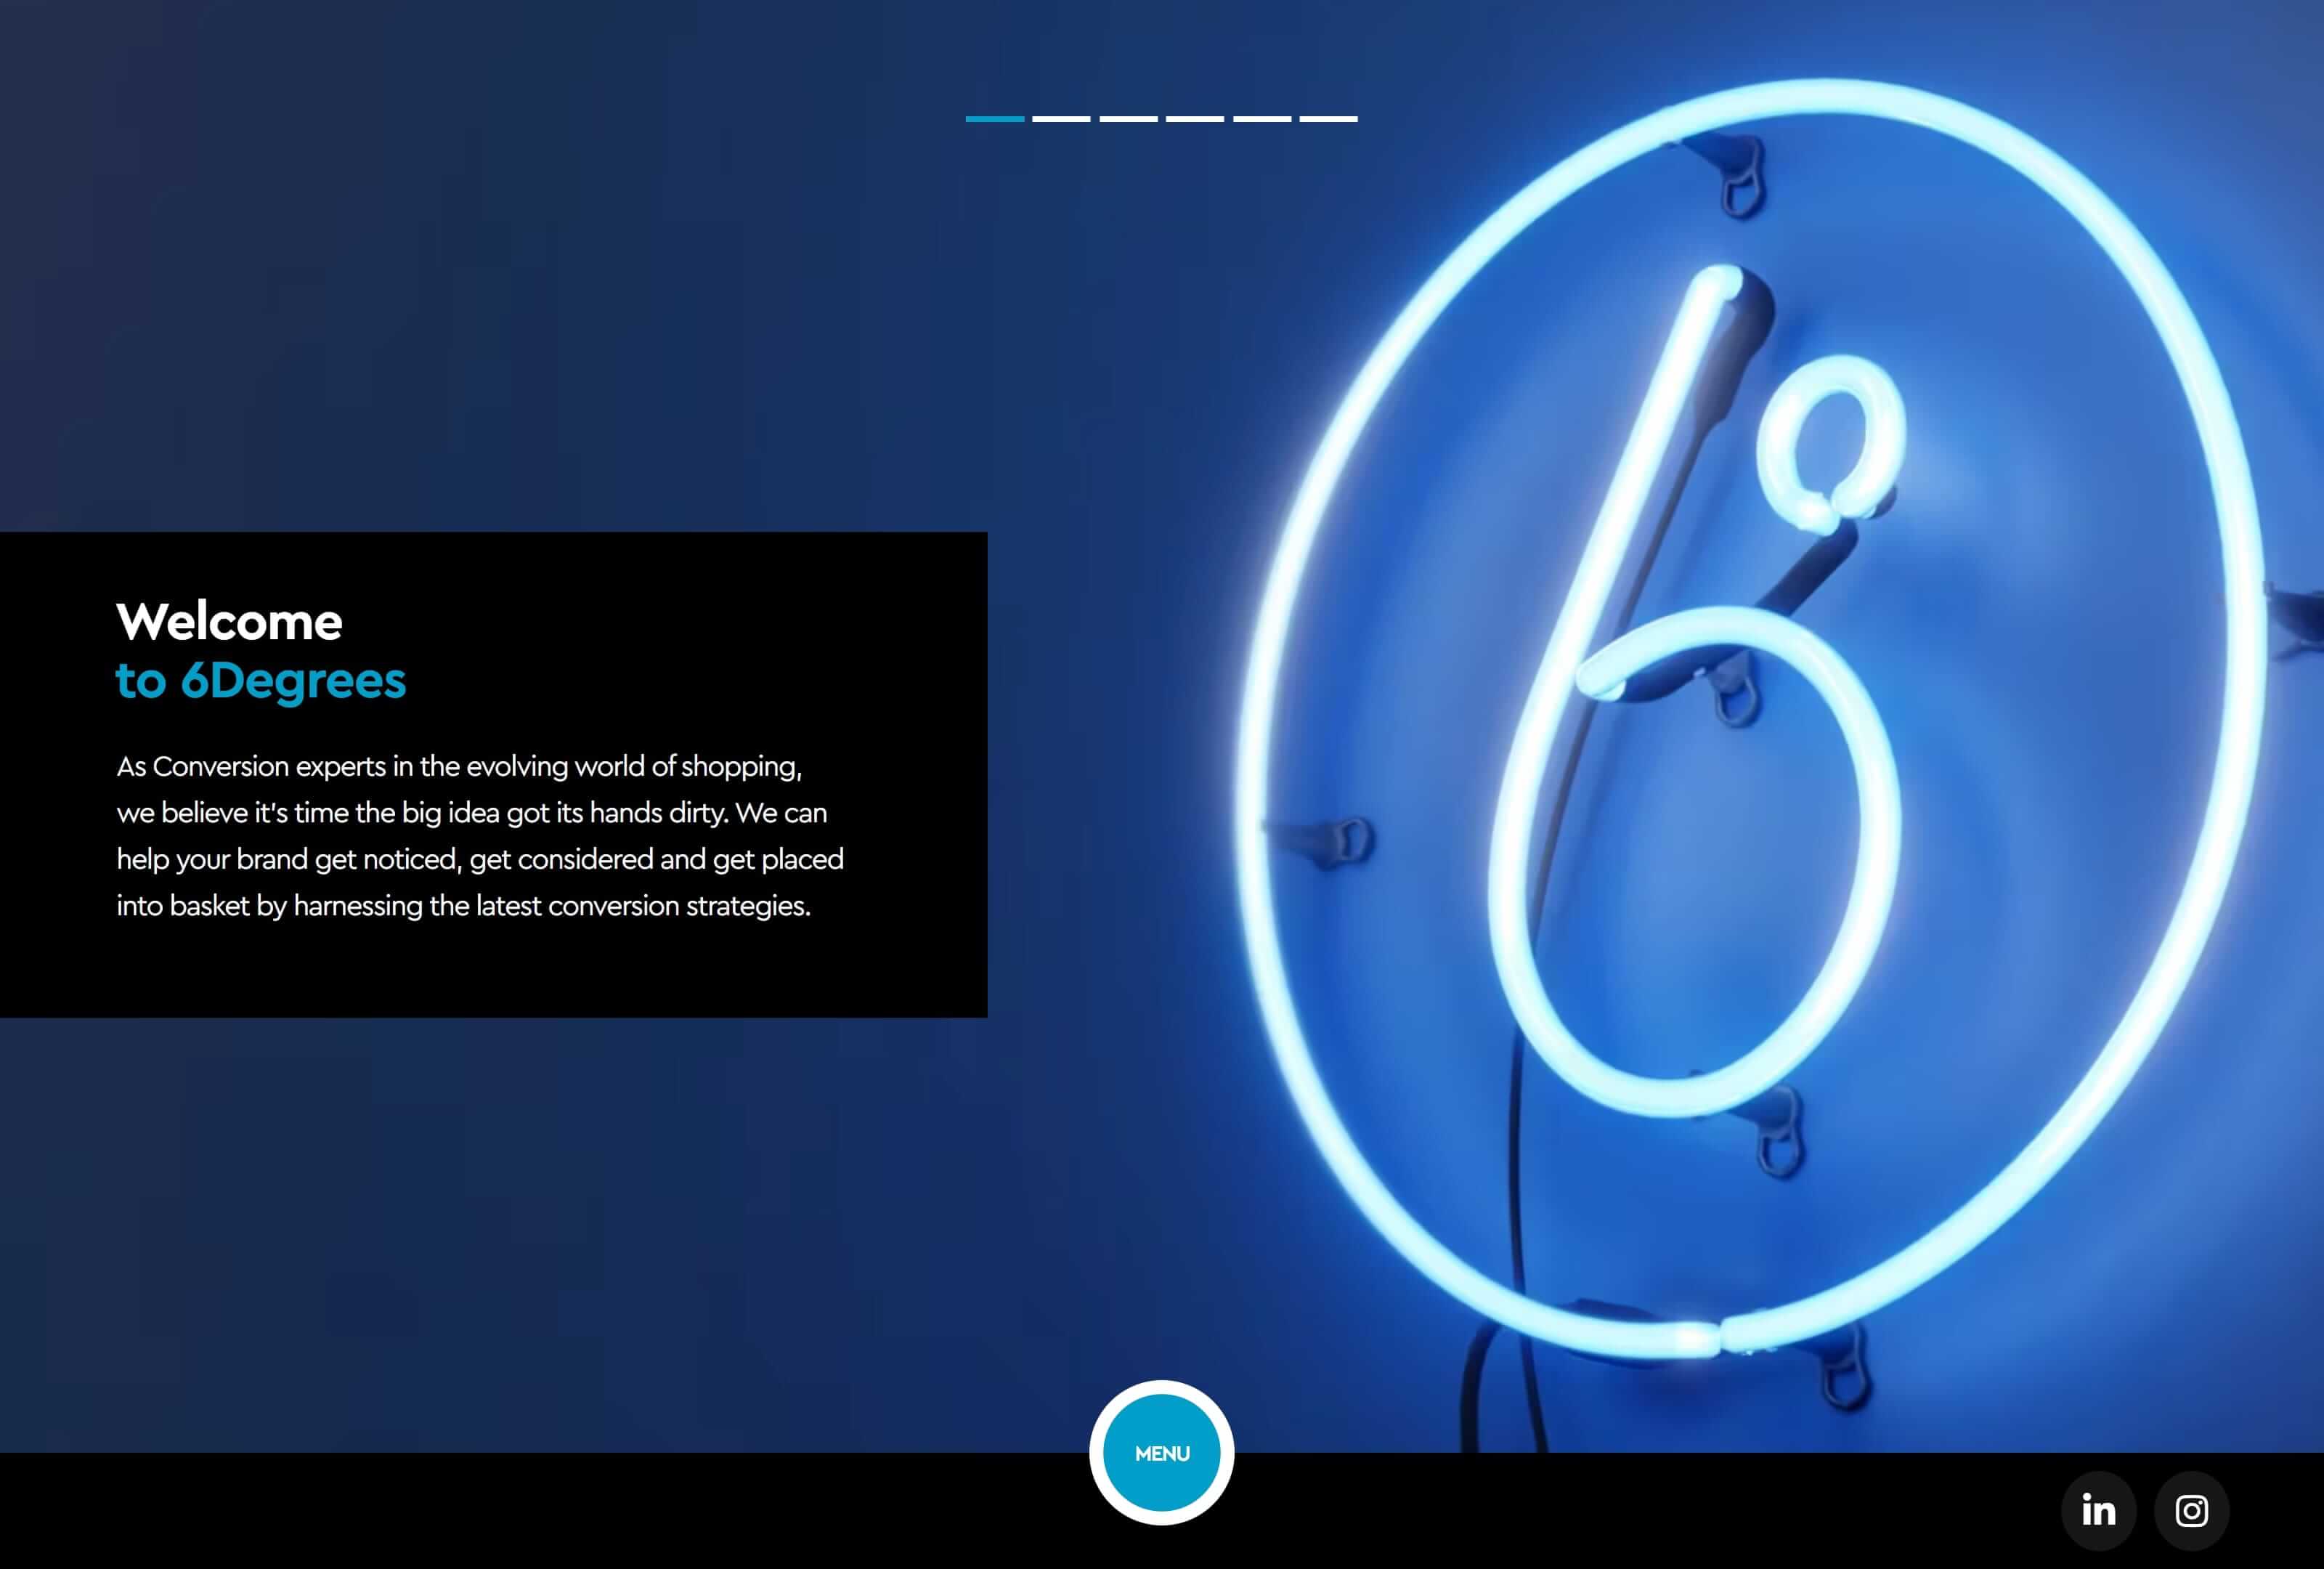 6°
Welcome
to 6Degrees
As Conversion experts in the evolving world of shopping,
we believe it's time the big idea got its hands dirty. We can
help your brand get noticed, get considered and get placed
into basket by harnessing the latest conversion strategies.
MENU
in